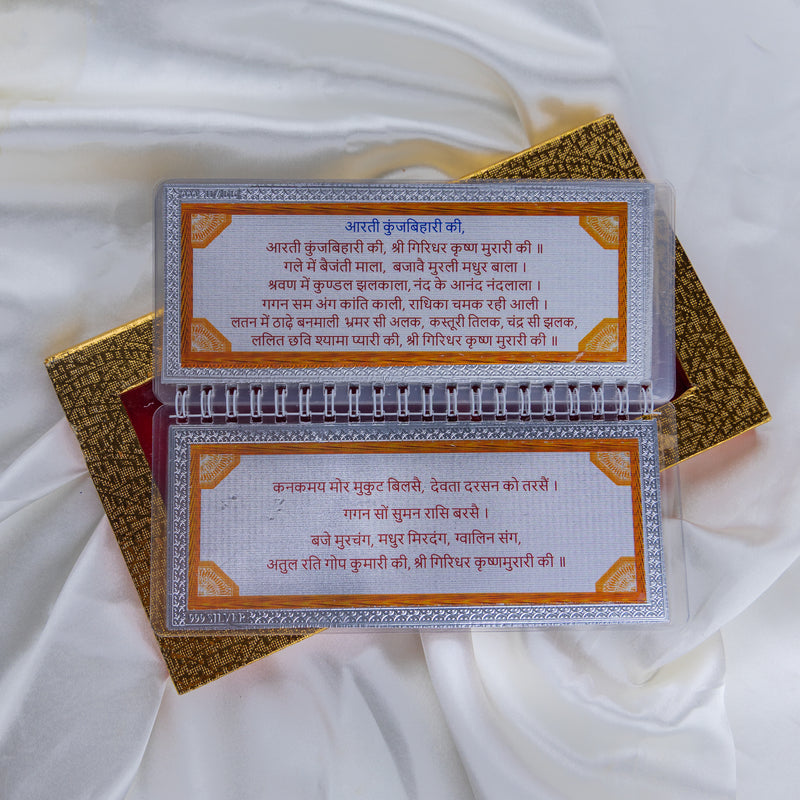 आरती कुंजबिहारी की,
आरती कुंजबिहारी की, श्री गिरिधर कृष्ण मुरारी की ॥
गले में बैजंती माला, बजावै मुरली मधुर बाला ।
श्रवण में कुण्डल झलकाला, नंद के आनंद नंदलाला ।
गगन सम अंग कांति काली, राधिका चमक रही आली ।
लतन में ठाढ़े बनमाली भ्रमर सी अलक, कस्तूरी तिलक, चंद्र सी झलक,
ललित छवि श्यामा प्यारी की, श्री गिरिधर कृष्ण मुरारी की ॥
कनकमय मोर मुकुट बिलसै, देवता दरसन को तरसैं ।
गगन सों सुमन रासि बरसै ।
बजे मुरचंग, मधुर मिरदंग, ग्वालिन संग,
अतुल रति गोप कुमारी की, श्री गिरिधर कृष्णमुरारी की ॥